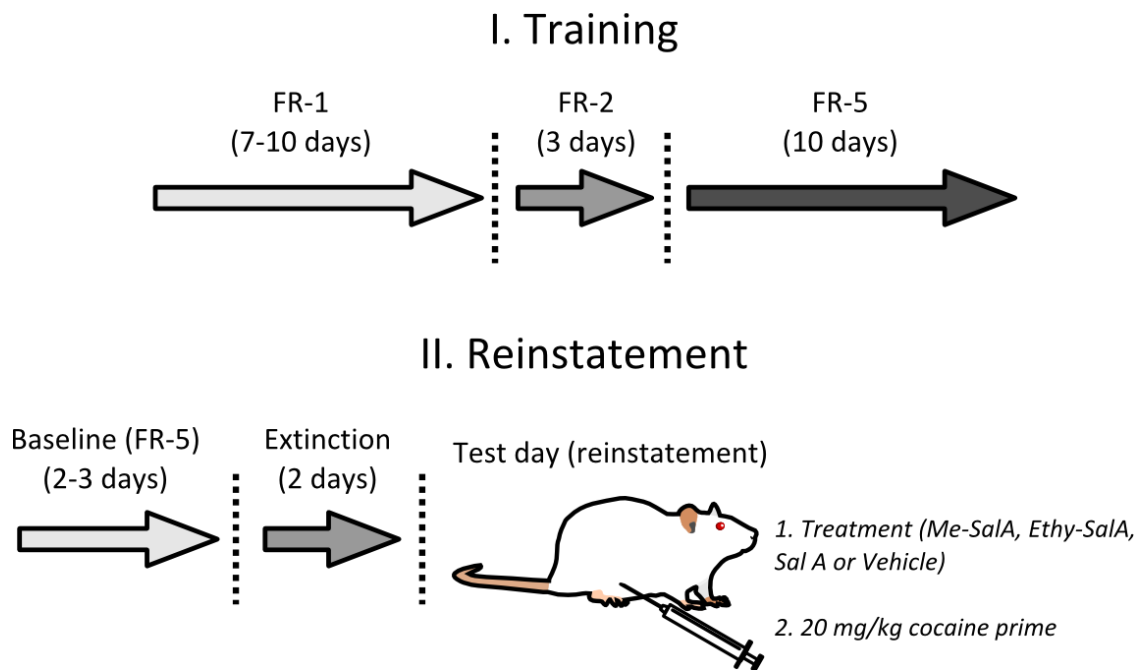 I. Training
FR-1
(7-10 days)
FR-2
(3 days)
FR-5
(10 days)
II. Reinstatement
Baseline (FR-5)
(2-3 days)
Extinction
(2 days)
Test day (reinstatement)
1. Treatment (Me-SalA, Ethy-SalA,
Sal A or Vehicle)
2. 20 mg/kg cocaine prime